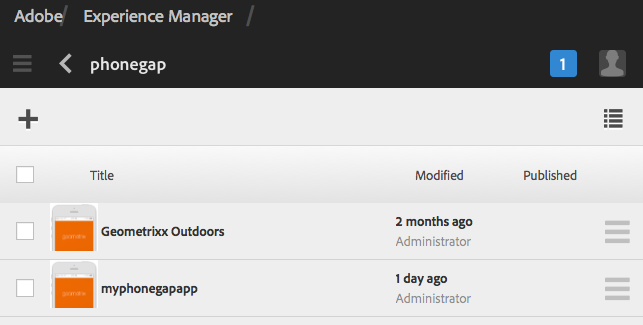 Adobe / Experience Manager /
phonegap 1
Title Modified Published
Geometrixx Outdoors 2 months ago
Administrator
myphonegapapp 1 day ago
Administrator